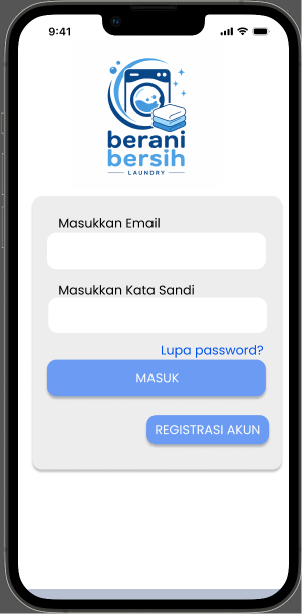 9:41
berani
bersih
LAUNDRY
Masukkan Email
Masukkan Kata Sandi
Lupa password?
MASUK
REGISTRASI AKUN